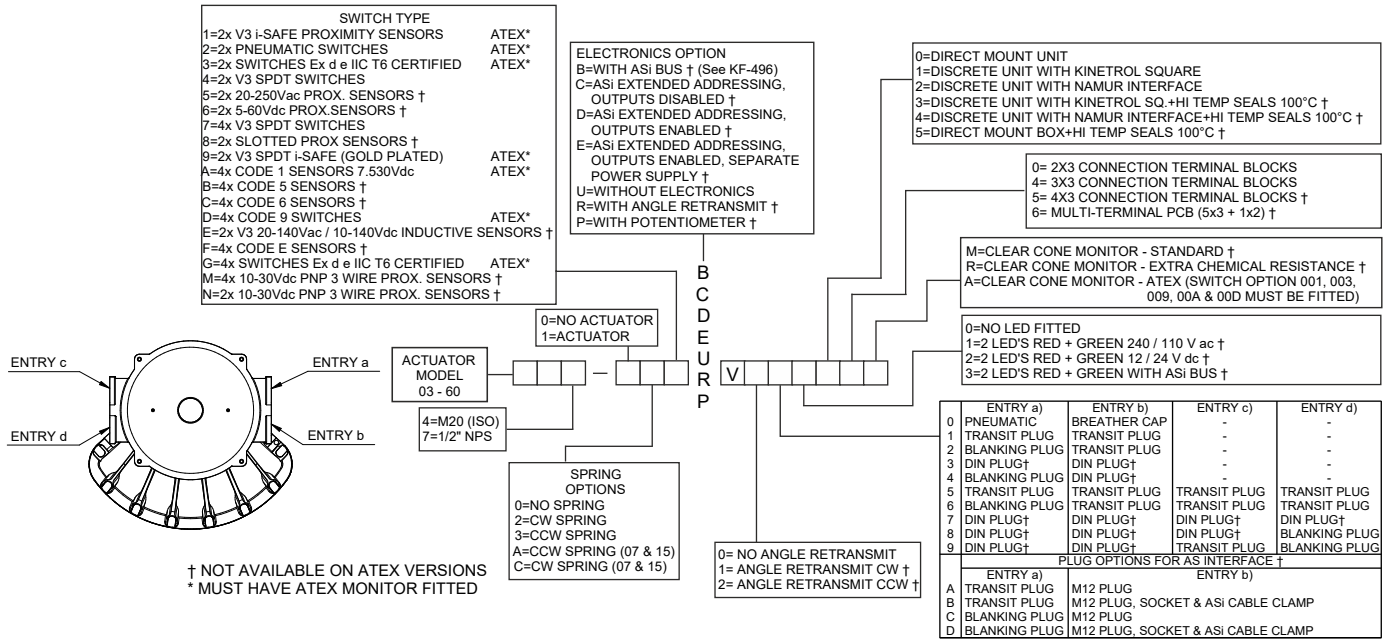 SWITCH TYPE
1=2x V3 i-SAFE PROXIMITY SENSORS ATEX*
2=2x PNEUMATIC SWITCHES ATEX*
3=2x SWITCHES Ex d e IIC T6 CERTIFIED ATEX*
4=2x V3 SPDT SWITCHES
5=2x 20-250Vac PROX. SENSORS †
6=2x 5-60Vdc PROX.SENSORS †
7=4x V3 SPDT SWITCHES
8=2x SLOTTED PROX SENSORS †
9=2x V3 SPDT i-SAFE (GOLD PLATED) ATEX*
A=4x CODE 1 SENSORS 7.530Vdc ATEX*
B=4x CODE 5 SENSORS †
C=4x CODE 6 SENSORS †
D=4x CODE 9 SWITCHES ATEX*
E=2x V3 20-140Vac / 10-140Vdc INDUCTIVE SENSORS †
F=4x CODE E SENSORS †
G=4x SWITCHES Ex d e IIC T6 CERTIFIED ATEX*
M=4x 10-30Vdc PNP 3 WIRE PROX. SENSORS †
N=2x 10-30Vdc PNP 3 WIRE PROX. SENSORS †
ELECTRONICS OPTION
B=WITH ASi BUS † (See KF-496)
C=ASi EXTENDED ADDRESSING,
OUTPUTS DISABLED †
D=ASi EXTENDED ADDRESSING,
OUTPUTS ENABLED †
E=ASi EXTENDED ADDRESSING,
OUTPUTS ENABLED, SEPARATE
POWER SUPPLY †
U=WITHOUT ELECTRONICS
R=WITH ANGLE RETRANSMIT †
P=WITH POTENTIOMETER †
0=DIRECT MOUNT UNIT
1=DISCRETE UNIT WITH KINETROL SQUARE
2=DISCRETE UNIT WITH NAMUR INTERFACE
3=DISCRETE UNIT WITH KINETROL SQ.+HI TEMP SEALS 100°C †
4=DISCRETE UNIT WITH NAMUR INTERFACE+HI TEMP SEALS 100°C †
5=DIRECT MOUNT BOX+HI TEMP SEALS 100°C †
0= 2X3 CONNECTION TERMINAL BLOCKS
4= 3X3 CONNECTION TERMINAL BLOCKS
5= 4X3 CONNECTION TERMINAL BLOCKS †
6= MULTI-TERMINAL PCB (5x3 + 1x2) †
M=CLEAR CONE MONITOR - STANDARD †
R=CLEAR CONE MONITOR - EXTRA CHEMICAL RESISTANCE †
A=CLEAR CONE MONITOR - ATEX (SWITCH OPTION 001, 003,
009, 00A & 00D MUST BE FITTED)
0=NO LED FITTED
1=2 LED'S RED + GREEN 240 / 110 V ac †
2=2 LED'S RED + GREEN 12 / 24 V dc †
3=2 LED'S RED + GREEN WITH ASi BUS †
B
C
D
E
U
R
P
V
0=NO ACTUATOR
1=ACTUATOR
ACTUATOR
MODEL
03 - 60
–
4=M20 (ISO)
7=1/2" NPS
SPRING
OPTIONS
0=NO SPRING
2=CW SPRING
3=CCW SPRING
A=CCW SPRING (07 & 15)
C=CW SPRING (07 & 15)
0= NO ANGLE RETRANSMIT
1= ANGLE RETRANSMIT CW †
2= ANGLE RETRANSMIT CCW †
ENTRY c
ENTRY a
ENTRY d
ENTRY b
† NOT AVAILABLE ON ATEX VERSIONS
* MUST HAVE ATEX MONITOR FITTED
ENTRY a) ENTRY b) ENTRY c) ENTRY d)
0 PNEUMATIC BREATHER CAP - -
1 TRANSIT PLUG TRANSIT PLUG - -
2 BLANKING PLUG TRANSIT PLUG - -
3 DIN PLUG† DIN PLUG† - -
4 BLANKING PLUG DIN PLUG† - -
5 TRANSIT PLUG TRANSIT PLUG TRANSIT PLUG TRANSIT PLUG
6 BLANKING PLUG TRANSIT PLUG TRANSIT PLUG TRANSIT PLUG
7 DIN PLUG† DIN PLUG† DIN PLUG† DIN PLUG†
8 DIN PLUG† DIN PLUG† DIN PLUG† BLANKING PLUG
9 DIN PLUG† DIN PLUG† TRANSIT PLUG BLANKING PLUG
PLUG OPTIONS FOR AS INTERFACE †
ENTRY a) ENTRY b)
A TRANSIT PLUG M12 PLUG
B TRANSIT PLUG M12 PLUG, SOCKET & ASi CABLE CLAMP
C BLANKING PLUG M12 PLUG
D BLANKING PLUG M12 PLUG, SOCKET & ASi CABLE CLAMP